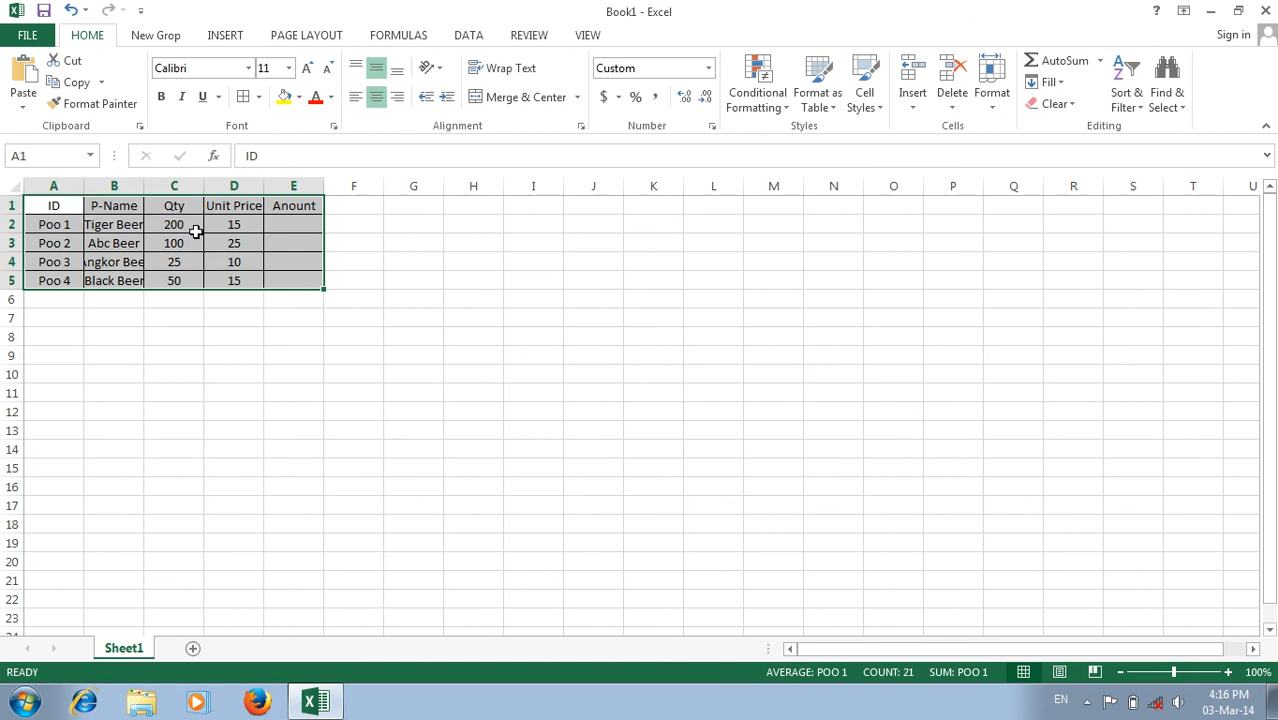 Book1 - Excel
?
FILE HOME New Grop INSERT PAGE LAYOUT FORMULAS DATA REVIEW VIEW Sign in
Paste
Cut
Copy
Format Painter
Clipboard
Calibri 11
B I U A
Font
Wrap Text
Merge & Center
Alignment
Custom
$ % ,
Number
Conditional Formatting
Format as Table
Cell Styles
Styles
Insert Delete Format
Cells
AutoSum
Fill
Clear
Sort & Filter
Find & Select
Editing
A1 fx ID
A B C D E F G H I J K L M N O P Q R S T U
1 ID P-Name Qty Unit Price Anount
2 Poo 1 Tiger Beer 200 15
3 Poo 2 Abc Beer 100 25
4 Poo 3 Angkor Bee 25 10
5 Poo 4 Black Beer 50 15
6
7
8
9
10
11
12
13
14
15
16
17
18
19
20
21
22
23
Sheet1
READY AVERAGE: POO 1 COUNT: 21 SUM: POO 1 100%
EN 4:16 PM
03-Mar-14